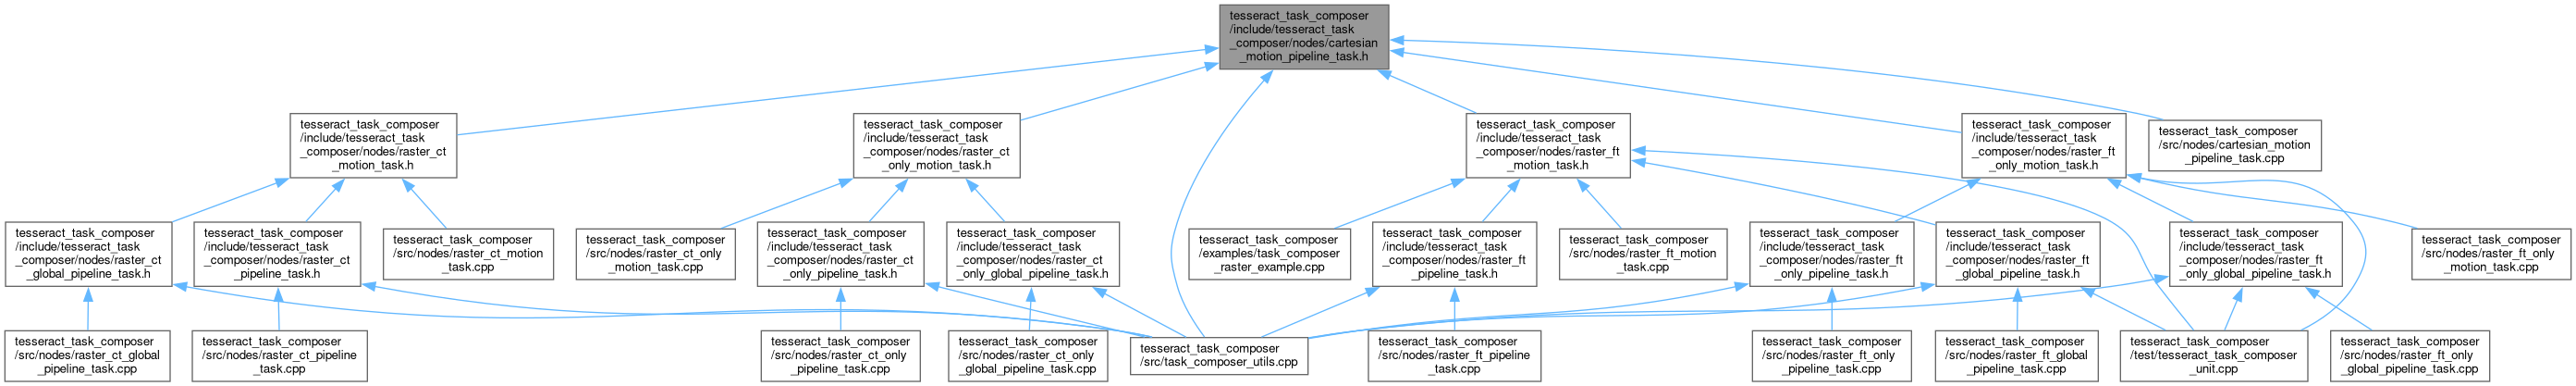 tesseract_task_composer
/include/tesseract_task
_composer/nodes/cartesian
_motion_pipeline_task.h
tesseract_task_composer
/include/tesseract_task
_composer/nodes/raster_ct
_motion_task.h
tesseract_task_composer
/include/tesseract_task
_composer/nodes/raster_ct
_only_motion_task.h
tesseract_task_composer
/include/tesseract_task
_composer/nodes/raster_ft
_motion_task.h
tesseract_task_composer
/include/tesseract_task
_composer/nodes/raster_ft
_only_motion_task.h
tesseract_task_composer
/src/nodes/cartesian_motion
_pipeline_task.cpp
tesseract_task_composer
/include/tesseract_task
_composer/nodes/raster_ct
_global_pipeline_task.h
tesseract_task_composer
/include/tesseract_task
_composer/nodes/raster_ct
_pipeline_task.h
tesseract_task_composer
/src/nodes/raster_ct_motion
_task.cpp
tesseract_task_composer
/src/nodes/raster_ct_only
_motion_task.cpp
tesseract_task_composer
/include/tesseract_task
_composer/nodes/raster_ct
_only_pipeline_task.h
tesseract_task_composer
/include/tesseract_task
_composer/nodes/raster_ct
_only_global_pipeline_task.h
tesseract_task_composer
/examples/task_composer
_raster_example.cpp
tesseract_task_composer
/include/tesseract_task
_composer/nodes/raster_ft
_pipeline_task.h
tesseract_task_composer
/src/nodes/raster_ft_motion
_task.cpp
tesseract_task_composer
/include/tesseract_task
_composer/nodes/raster_ft
_only_pipeline_task.h
tesseract_task_composer
/include/tesseract_task
_composer/nodes/raster_ft
_global_pipeline_task.h
tesseract_task_composer
/include/tesseract_task
_composer/nodes/raster_ft
_only_global_pipeline_task.h
tesseract_task_composer
/src/nodes/raster_ft_only
_motion_task.cpp
tesseract_task_composer
/src/nodes/raster_ct_global
_pipeline_task.cpp
tesseract_task_composer
/src/nodes/raster_ct_pipeline
_task.cpp
tesseract_task_composer
/src/nodes/raster_ct_only
_pipeline_task.cpp
tesseract_task_composer
/src/nodes/raster_ct_only
_global_pipeline_task.cpp
tesseract_task_composer
/src/task_composer_utils.cpp
tesseract_task_composer
/src/nodes/raster_ft_pipeline
_task.cpp
tesseract_task_composer
/src/nodes/raster_ft_only
_pipeline_task.cpp
tesseract_task_composer
/src/nodes/raster_ft_global
_pipeline_task.cpp
tesseract_task_composer
/test/tesseract_task_composer
_unit.cpp
tesseract_task_composer
/src/nodes/raster_ft_only
_global_pipeline_task.cpp